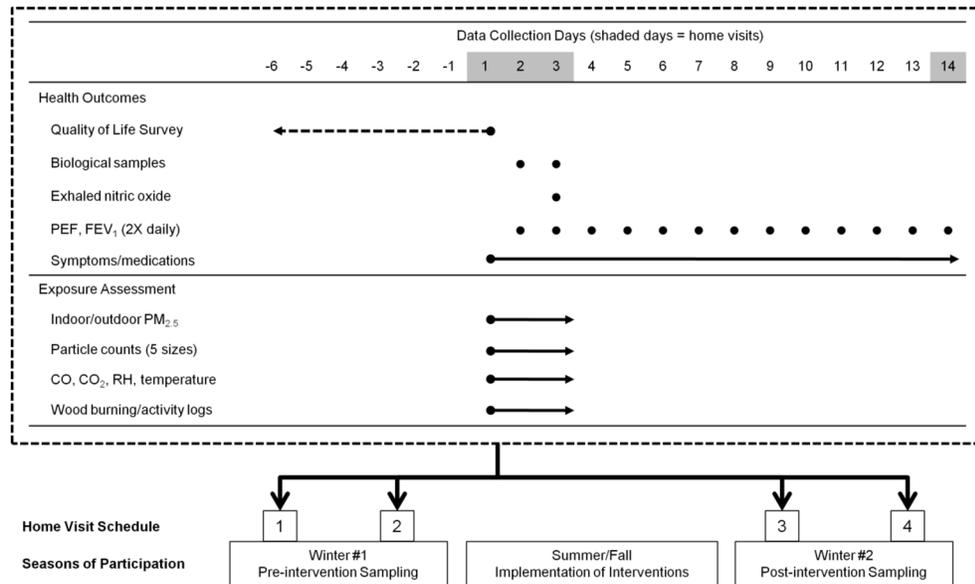 Data Collection Days (shaded days = home visits)
-6 -5 -4 -3 -2 -1 1 2 3 4 5 6 7 8 9 10 11 12 13 14
Health Outcomes
Quality of Life Survey
Biological samples
Exhaled nitric oxide
PEF, FEV₁ (2X daily)
Symptoms/medications
Exposure Assessment
Indoor/outdoor PM₂.₅
Particle counts (5 sizes)
CO, CO₂, RH, temperature
Wood burning/activity logs
Home Visit Schedule 1 2 3 4
Seasons of Participation
Winter #1
Pre-intervention Sampling
Summer/Fall
Implementation of Interventions
Winter #2
Post-intervention Sampling